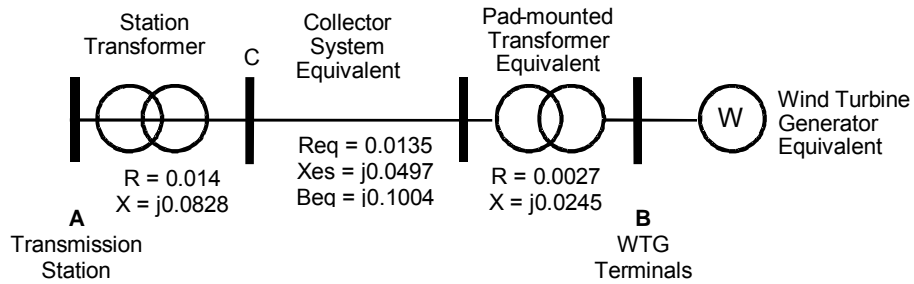 Station
Transformer
C
Collector
System
Equivalent
Pad-mounted
Transformer
Equivalent
W
Wind Turbine
Generator
Equivalent
R = 0.014
X = j0.0828
Req = 0.0135
Xes = j0.0497
Beq = j0.1004
R = 0.0027
X = j0.0245
A
Transmission
Station
B
WTG
Terminals